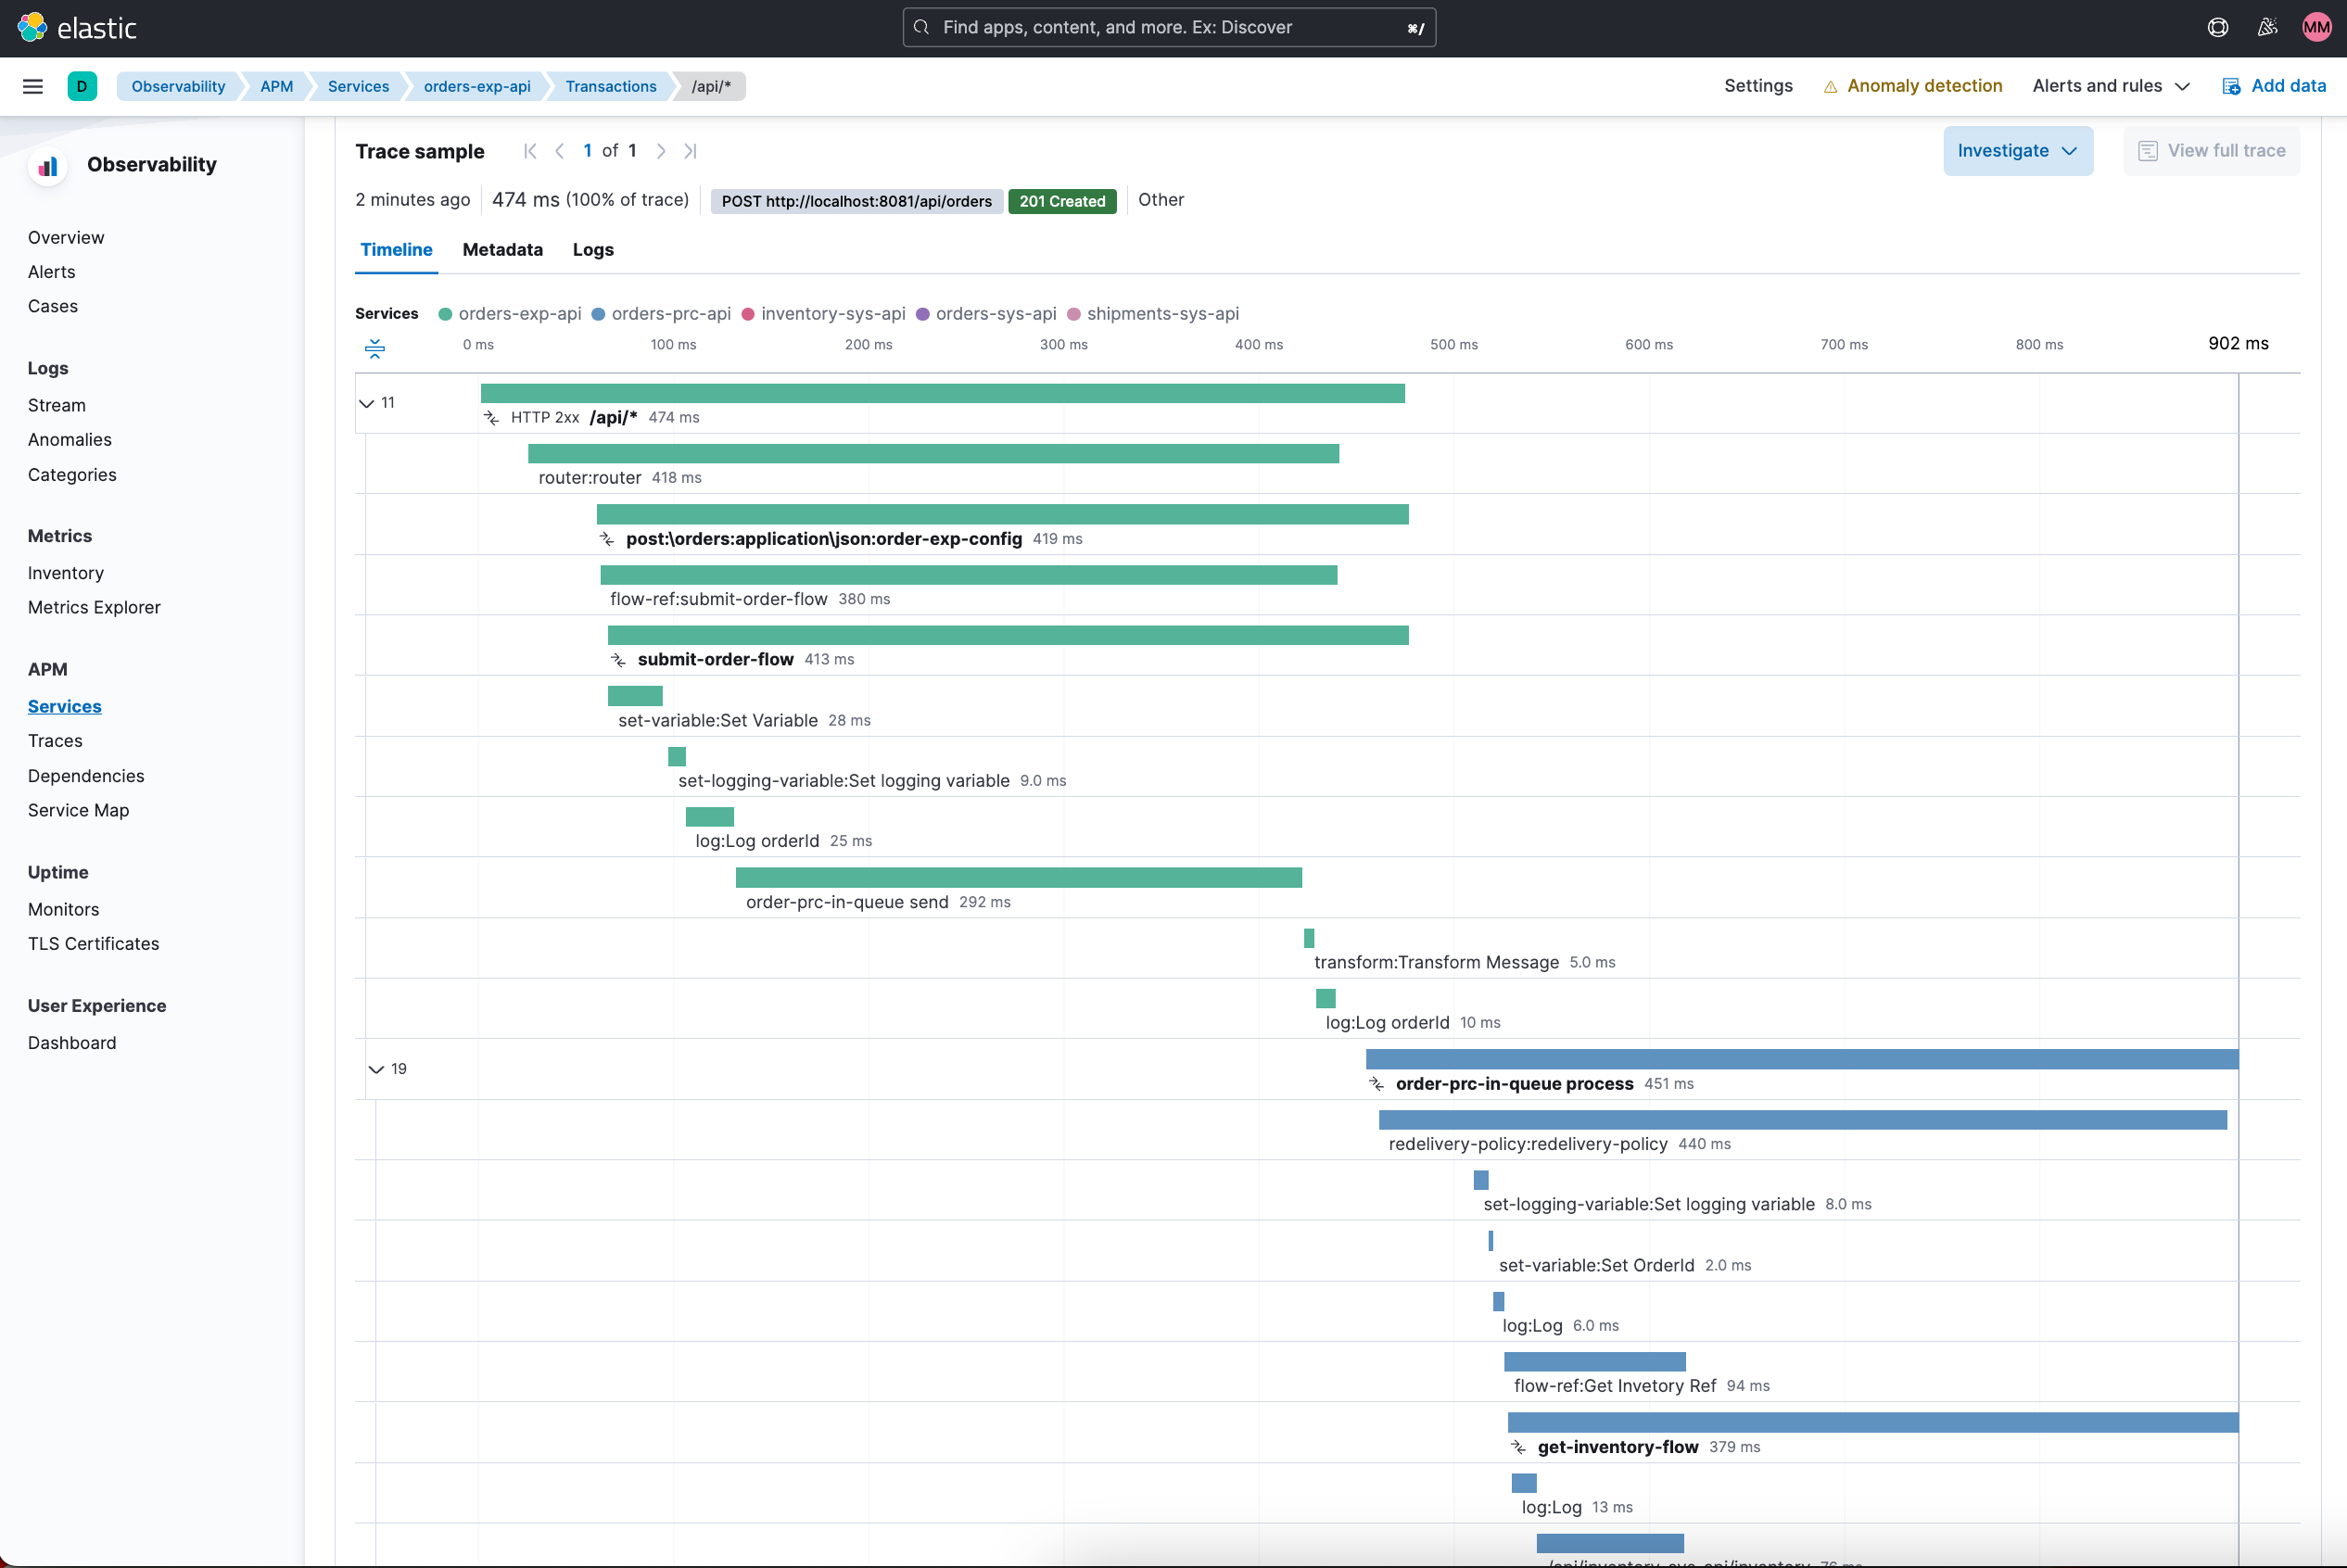 elastic
Find apps, content, and more. Ex: Discover
⌘/
MM
D
Observability
APM
Services
orders-exp-api
Transactions
/api/*
Settings
Anomaly detection
Alerts and rules
Add data
Observability
Overview
Alerts
Cases
Logs
Stream
Anomalies
Categories
Metrics
Inventory
Metrics Explorer
APM
Services
Traces
Dependencies
Service Map
Uptime
Monitors
TLS Certificates
User Experience
Dashboard
Trace sample
1 of 1
Investigate
View full trace
2 minutes ago
474 ms (100% of trace)
POST http://localhost:8081/api/orders
201 Created
Other
Timeline
Metadata
Logs
Services orders-exp-api orders-prc-api inventory-sys-api orders-sys-api shipments-sys-api
0 ms 100 ms 200 ms 300 ms 400 ms 500 ms 600 ms 700 ms 800 ms 902 ms
11
HTTP 2xx /api/* 474 ms
router:router 418 ms
post:\orders:application\json:order-exp-config 419 ms
flow-ref:submit-order-flow 380 ms
submit-order-flow 413 ms
set-variable:Set Variable 28 ms
set-logging-variable:Set logging variable 9.0 ms
log:Log orderId 25 ms
order-prc-in-queue send 292 ms
transform:Transform Message 5.0 ms
log:Log orderId 10 ms
19
order-prc-in-queue process 451 ms
redelivery-policy:redelivery-policy 440 ms
set-logging-variable:Set logging variable 8.0 ms
set-variable:Set OrderId 2.0 ms
log:Log 6.0 ms
flow-ref:Get Invetory Ref 94 ms
get-inventory-flow 379 ms
log:Log 13 ms
/api/inventory-sys-api/inventory 76 ms